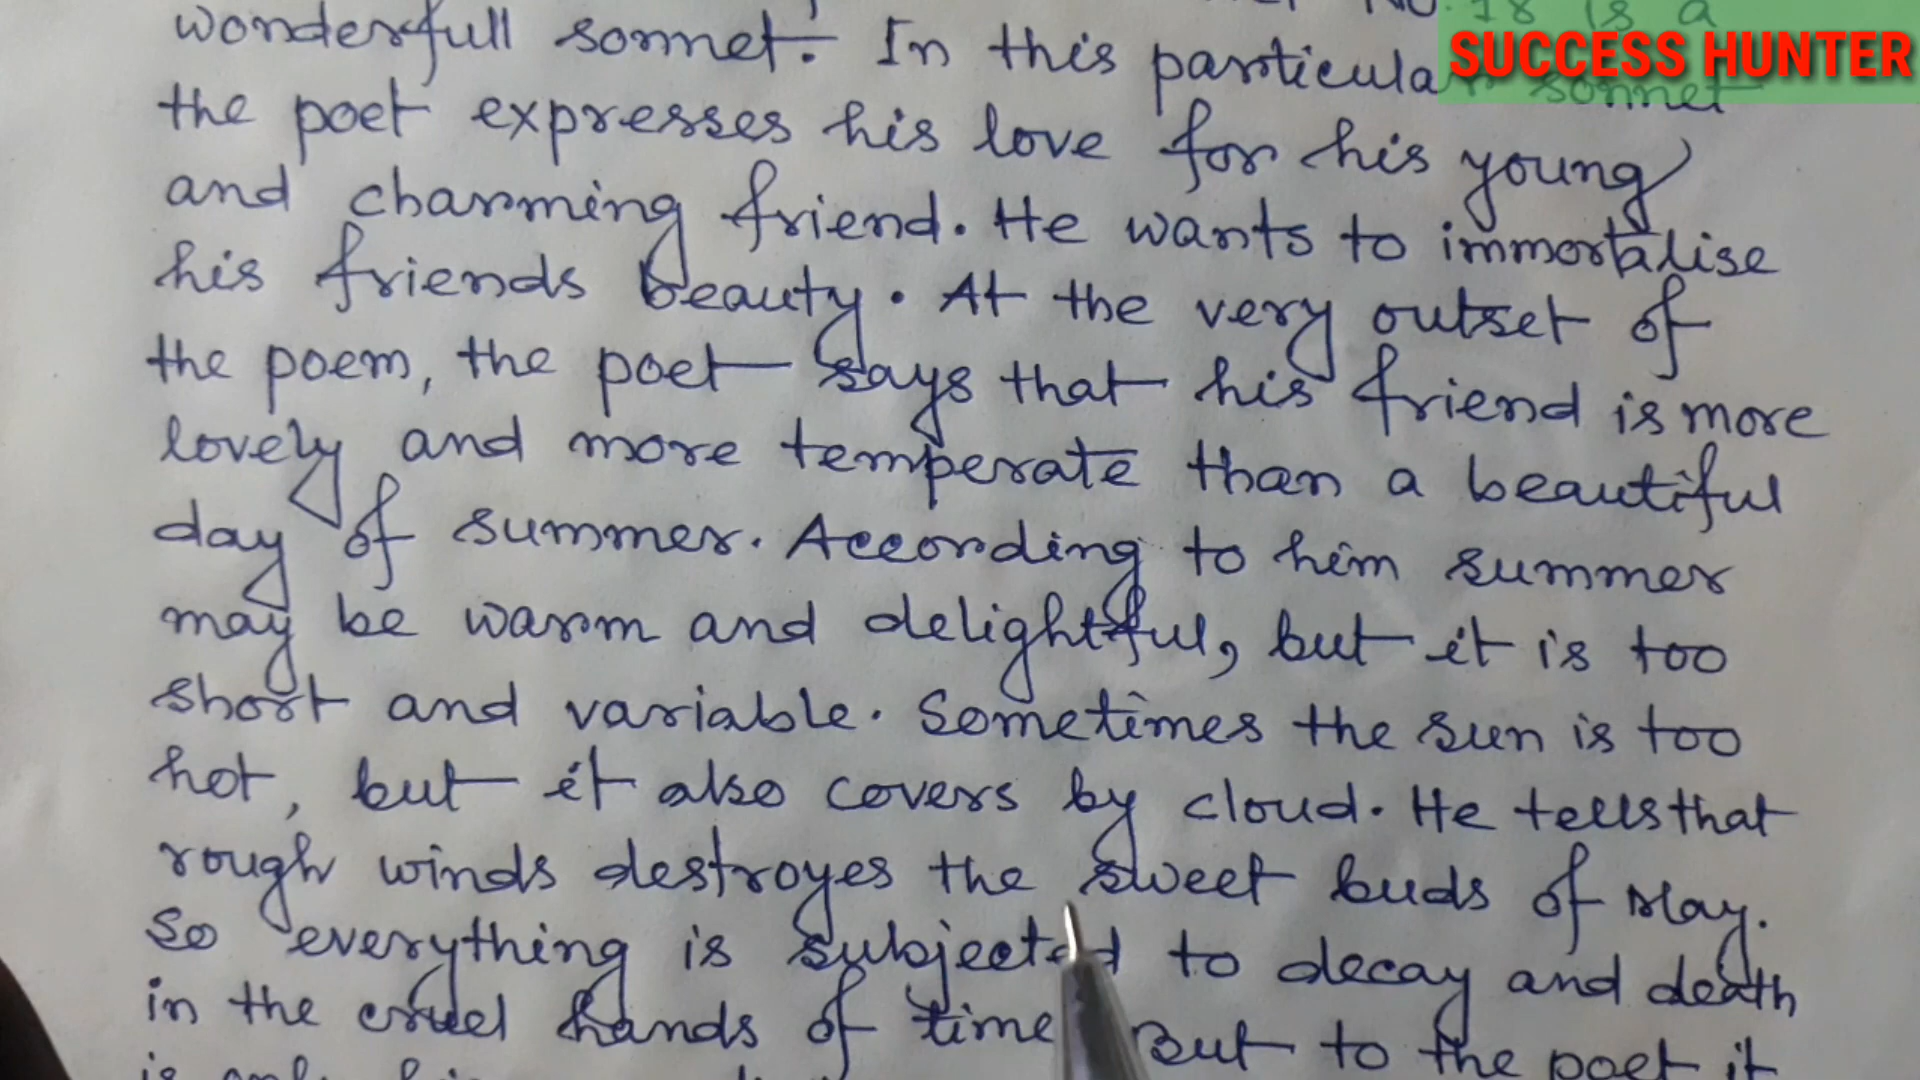 No. 18 is a
SUCCESS HUNTER
wonderfull sonnet. In this particular sonnet
the poet expresses his love for his young
and charming friend. He wants to immortalise
his friends beauty. At the very outset of
the poem, the poet says that his friend is more
lovely and more temperate than a beautiful
day of summer. According to him summer
may be warm and delightful, but it is too
short and variable. Sometimes the sun is too
hot, but it also covers by cloud. He tells that
rough winds destroyes the sweet buds of May.
So everything is subjected to decay and death
in the cruel hands of time But to the poet it
is only